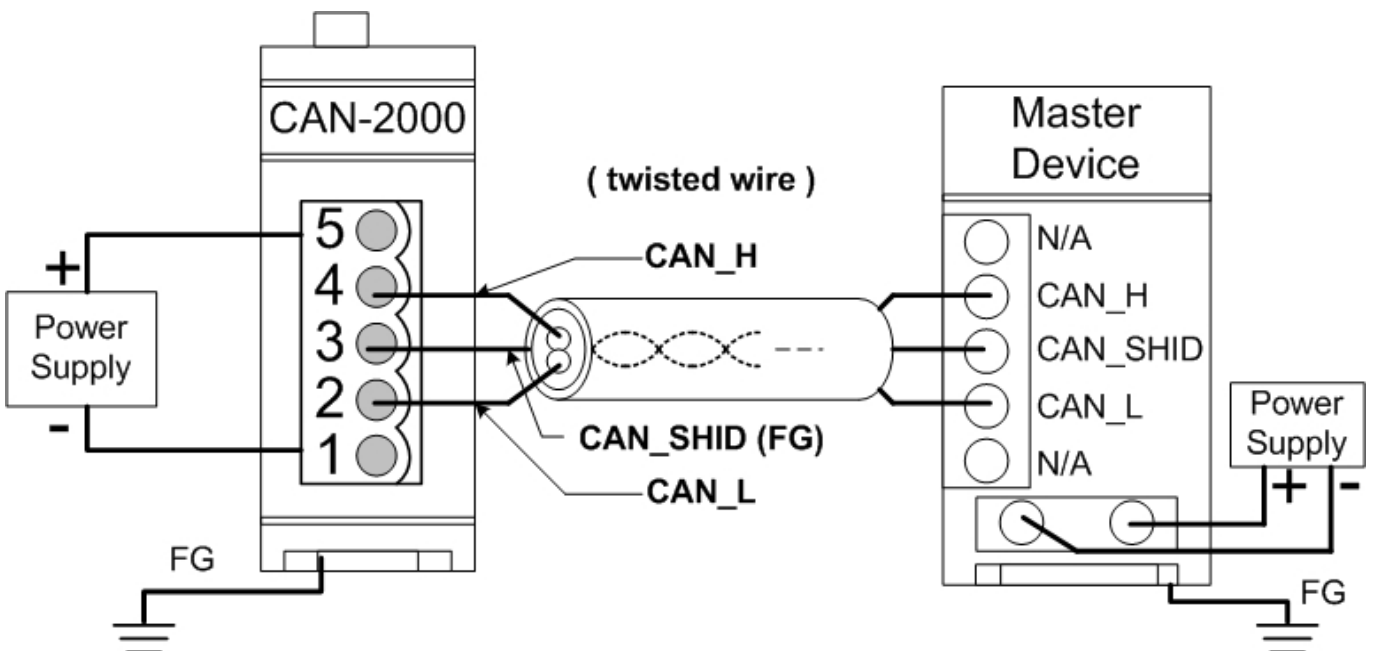 CAN-2000
5
4
3
2
1
+
Power
Supply
-
FG
( twisted wire )
CAN_H
CAN_SHID (FG)
CAN_L
Master
Device
N/A
CAN_H
CAN_SHID
CAN_L
N/A
Power
Supply
+ -
FG